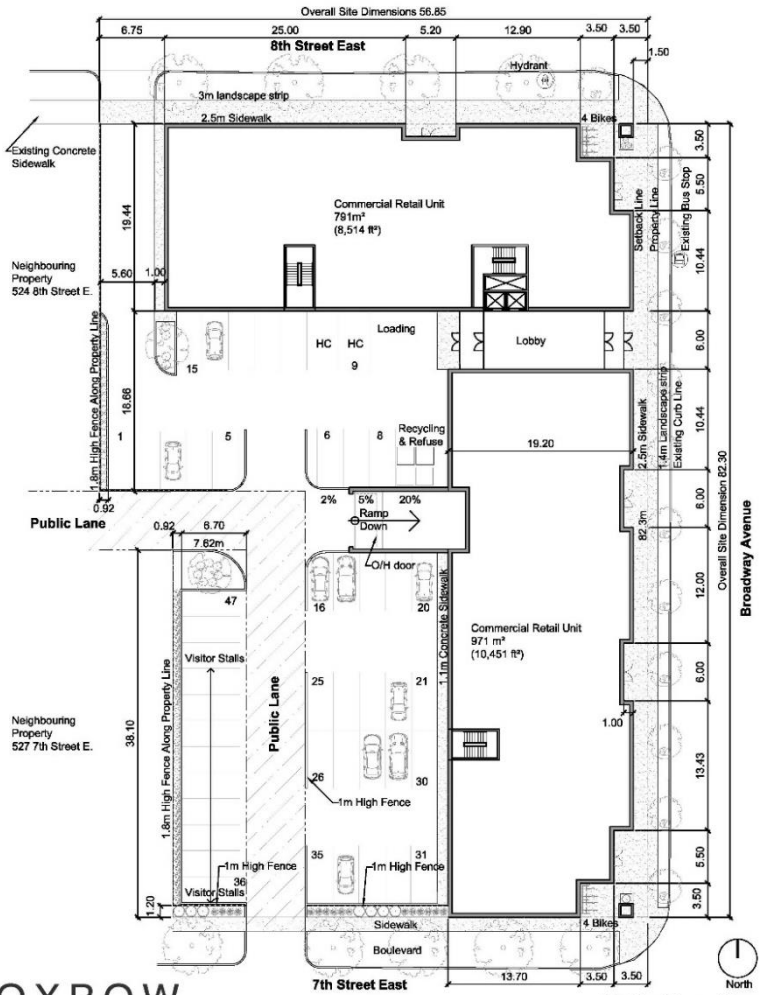 Overall Site Dimensions 56.85
6.75
25.00
5.20
12.90
3.50
3.50
1.50
8th Street East
Hydrant
3m landscape strip
2.5m Sidewalk
4 Bikes
Existing Concrete
Sidewalk
3.50
5.50
Commercial Retail Unit
791m²
(8,514 ft²)
19.44
Setback Line
Property Line
Existing Bus Stop
10.44
Neighbouring
Property
524 8th Street E.
5.60
1.00
Loading
HC
HC
9
Lobby
6.00
15
1.8m High Fence Along Property Line
18.66
1
5
6
8
Recycling
& Refuse
19.20
2.5m Sidewalk
1.4m Landscape strip
Existing Curb Line
10.44
0.92
2%
5%
20%
Ramp
Down
O/H door
6.00
82.3m
Overall Site Dimension 82.30
Broadway Avenue
Public Lane
0.92
6.70
7.62m
47
16
20
1.1m Concrete Sidewalk
12.00
Commercial Retail Unit
971 m²
(10,451 ft²)
Visitor Stalls
25
21
6.00
1.00
Neighbouring
Property
527 7th Street E.
1.8m High Fence Along Property Line
38.10
Public Lane
26
30
1m High Fence
13.43
35
31
1m High Fence
1m High Fence
36
Visitor Stalls
5.50
3.50
1.20
Sidewalk
4 Bikes
Boulevard
7th Street East
13.70
3.50
3.50
North
OXBOW